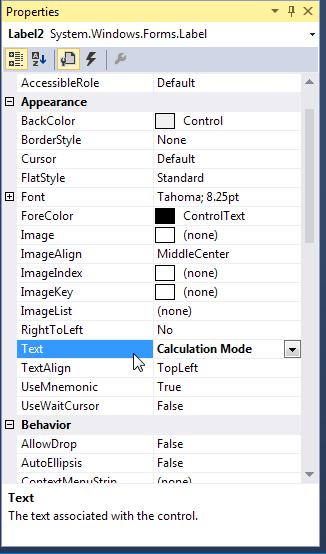 Properties
Label2 System.Windows.Forms.Label
AccessibleRole Default
Appearance
BackColor Control
BorderStyle None
Cursor Default
FlatStyle Standard
Font Tahoma; 8.25pt
ForeColor ControlText
Image (none)
ImageAlign MiddleCenter
ImageIndex (none)
ImageKey (none)
ImageList (none)
RightToLeft No
Text Calculation Mode
TextAlign TopLeft
UseMnemonic True
UseWaitCursor False
Behavior
AllowDrop False
AutoEllipsis False
ContextMenuStrip (none)
Text
The text associated with the control.